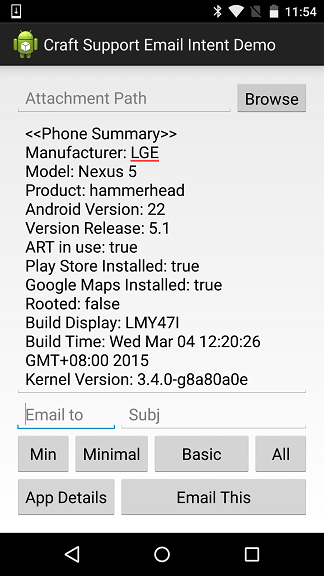 11:54
Craft Support Email Intent Demo
Attachment Path Browse
<<Phone Summary>>
Manufacturer: LGE
Model: Nexus 5
Product: hammerhead
Android Version: 22
Version Release: 5.1
ART in use: true
Play Store Installed: true
Google Maps Installed: true
Rooted: false
Build Display: LMY47I
Build Time: Wed Mar 04 12:20:26
GMT+08:00 2015
Kernel Version: 3.4.0-g8a80a0e
Email to Subj
Min Minimal Basic All
App Details Email This